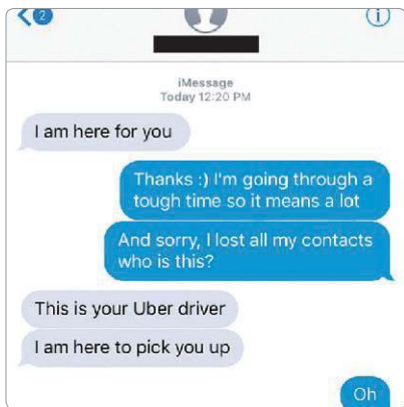 2
iMessage
Today 12:20 PM
I am here for you
Thanks :) I'm going through a
tough time so it means a lot
And sorry, I lost all my contacts
who is this?
This is your Uber driver
I am here to pick you up
Oh